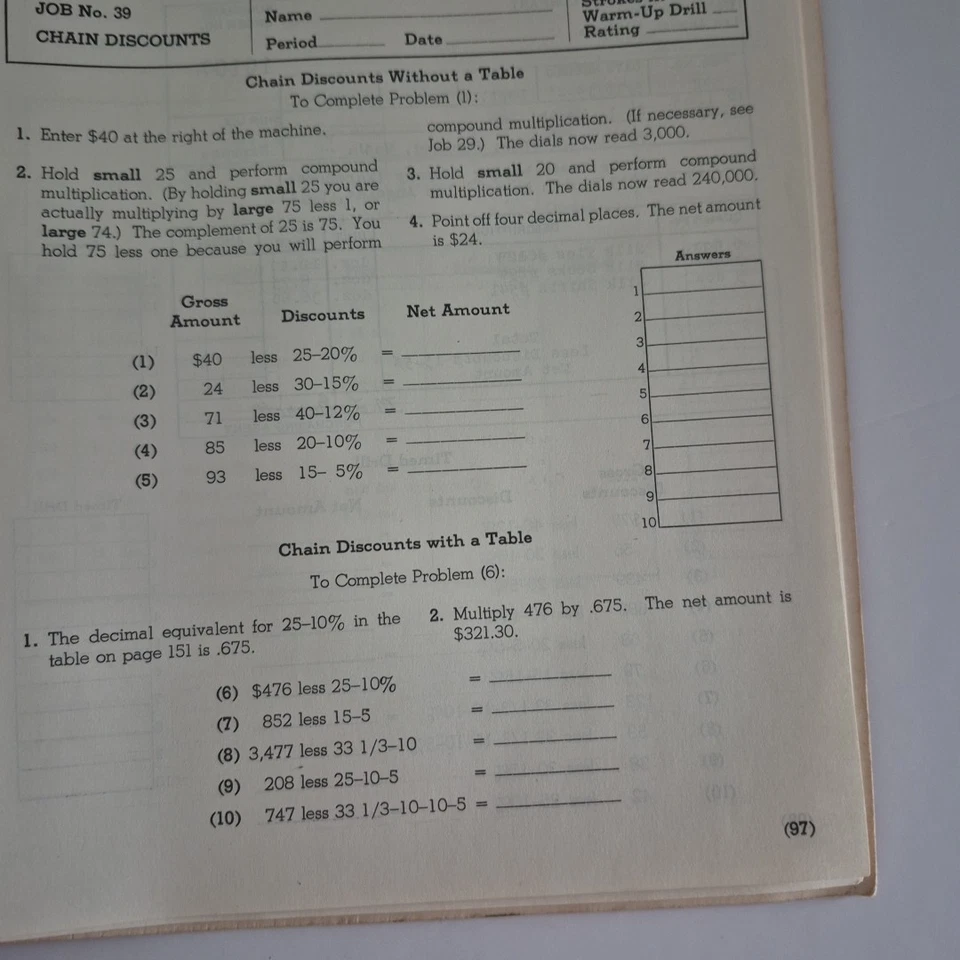 JOB No. 39
CHAIN DISCOUNTS
Name
Period Date
Warm-Up Drill
Rating
Chain Discounts Without a Table
To Complete Problem (1):
1. Enter $40 at the right of the machine.
2. Hold small 25 and perform compound
multiplication. (By holding small 25 you are
actually multiplying by large 75 less 1, or
large 74.) The complement of 25 is 75. You
hold 75 less one because you will perform
compound multiplication. (If necessary, see
Job 29.) The dials now read 3,000.
3. Hold small 20 and perform compound
multiplication. The dials now read 240,000.
4. Point off four decimal places. The net amount
is $24.
Answers
1
2
3
4
5
6
7
8
9
10
Gross
Amount Discounts Net Amount
(1) $40 less 25–20% =
(2) 24 less 30–15% =
(3) 71 less 40–12% =
(4) 85 less 20–10% =
(5) 93 less 15– 5% =
Chain Discounts with a Table
To Complete Problem (6):
1. The decimal equivalent for 25–10% in the
table on page 151 is .675.
2. Multiply 476 by .675. The net amount is
$321.30.
(6) $476 less 25–10% =
(7) 852 less 15–5 =
(8) 3,477 less 33 1/3–10 =
(9) 208 less 25–10–5 =
(10) 747 less 33 1/3–10–10–5 =
(97)